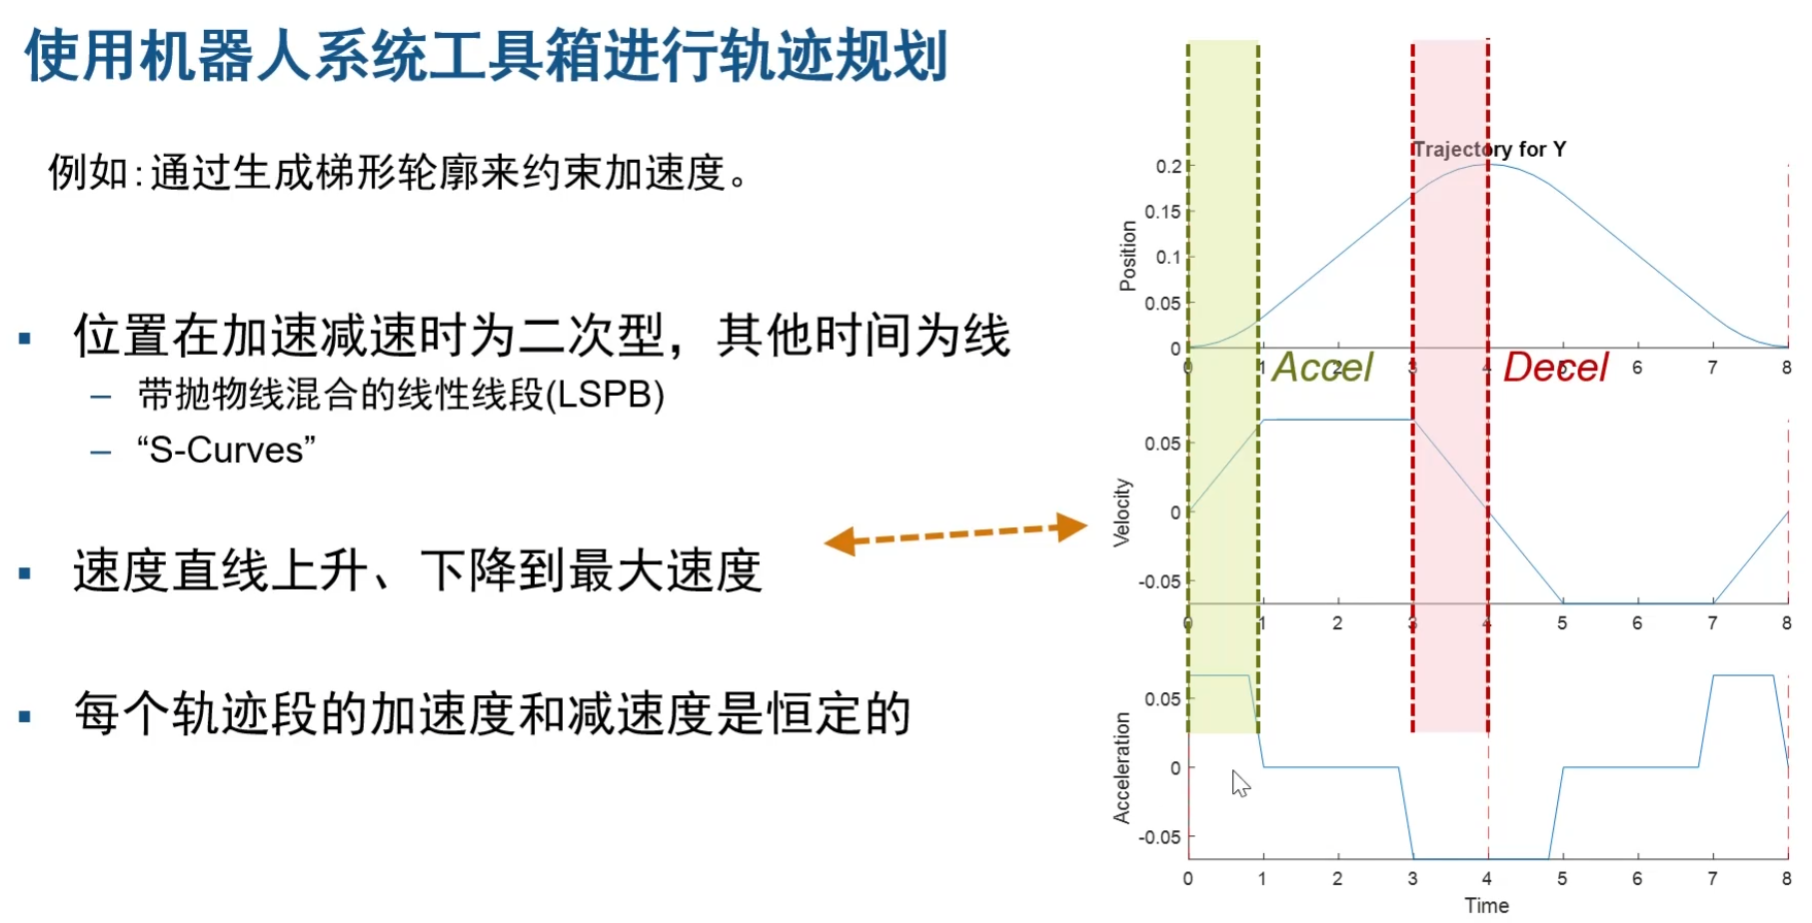 使用机器人系统工具箱进行轨迹规划
例如:通过生成梯形轮廓来约束加速度。
▪ 位置在加速减速时为二次型，其他时间为线
– 带抛物线混合的线性线段(LSPB)
– “S-Curves”
▪ 速度直线上升、下降到最大速度
▪ 每个轨迹段的加速度和减速度是恒定的
Trajectory for Y
Position
0.2
0.15
0.1
0.05
0
0 1 2 3 4 5 6 7 8
Accel
Decel
Velocity
0.05
0
-0.05
0 1 2 3 4 5 6 7 8
Acceleration
0.05
0
-0.05
0 1 2 3 4 5 6 7 8
Time